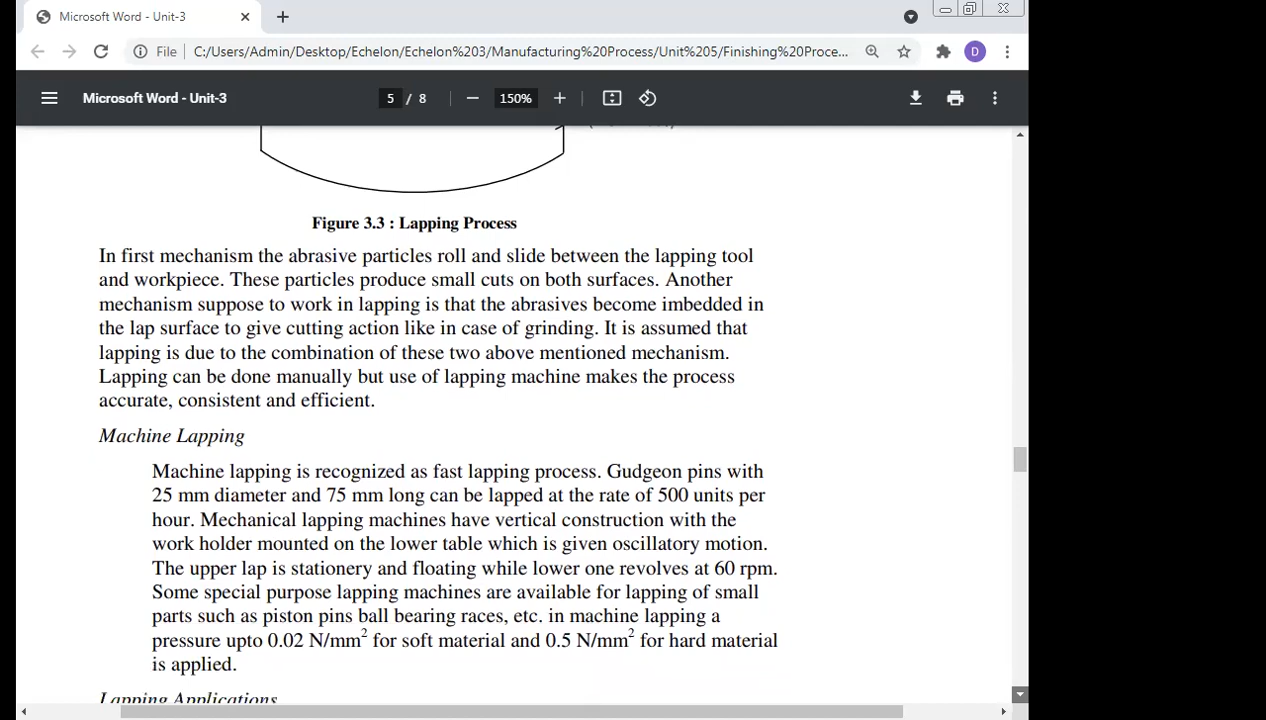 Microsoft Word - Unit-3
File
C:/Users/Admin/Desktop/Echelon/Echelon%203/Manufacturing%20Process/Unit%205/Finishing%20Proce...
D
Microsoft Word - Unit-3
5 / 8
150%
Figure 3.3 : Lapping Process
In first mechanism the abrasive particles roll and slide between the lapping tool
and workpiece. These particles produce small cuts on both surfaces. Another
mechanism suppose to work in lapping is that the abrasives become imbedded in
the lap surface to give cutting action like in case of grinding. It is assumed that
lapping is due to the combination of these two above mentioned mechanism.
Lapping can be done manually but use of lapping machine makes the process
accurate, consistent and efficient.
Machine Lapping
Machine lapping is recognized as fast lapping process. Gudgeon pins with
25 mm diameter and 75 mm long can be lapped at the rate of 500 units per
hour. Mechanical lapping machines have vertical construction with the
work holder mounted on the lower table which is given oscillatory motion.
The upper lap is stationery and floating while lower one revolves at 60 rpm.
Some special purpose lapping machines are available for lapping of small
parts such as piston pins ball bearing races, etc. in machine lapping a
pressure upto 0.02 N/mm² for soft material and 0.5 N/mm² for hard material
is applied.
Lapping Applications